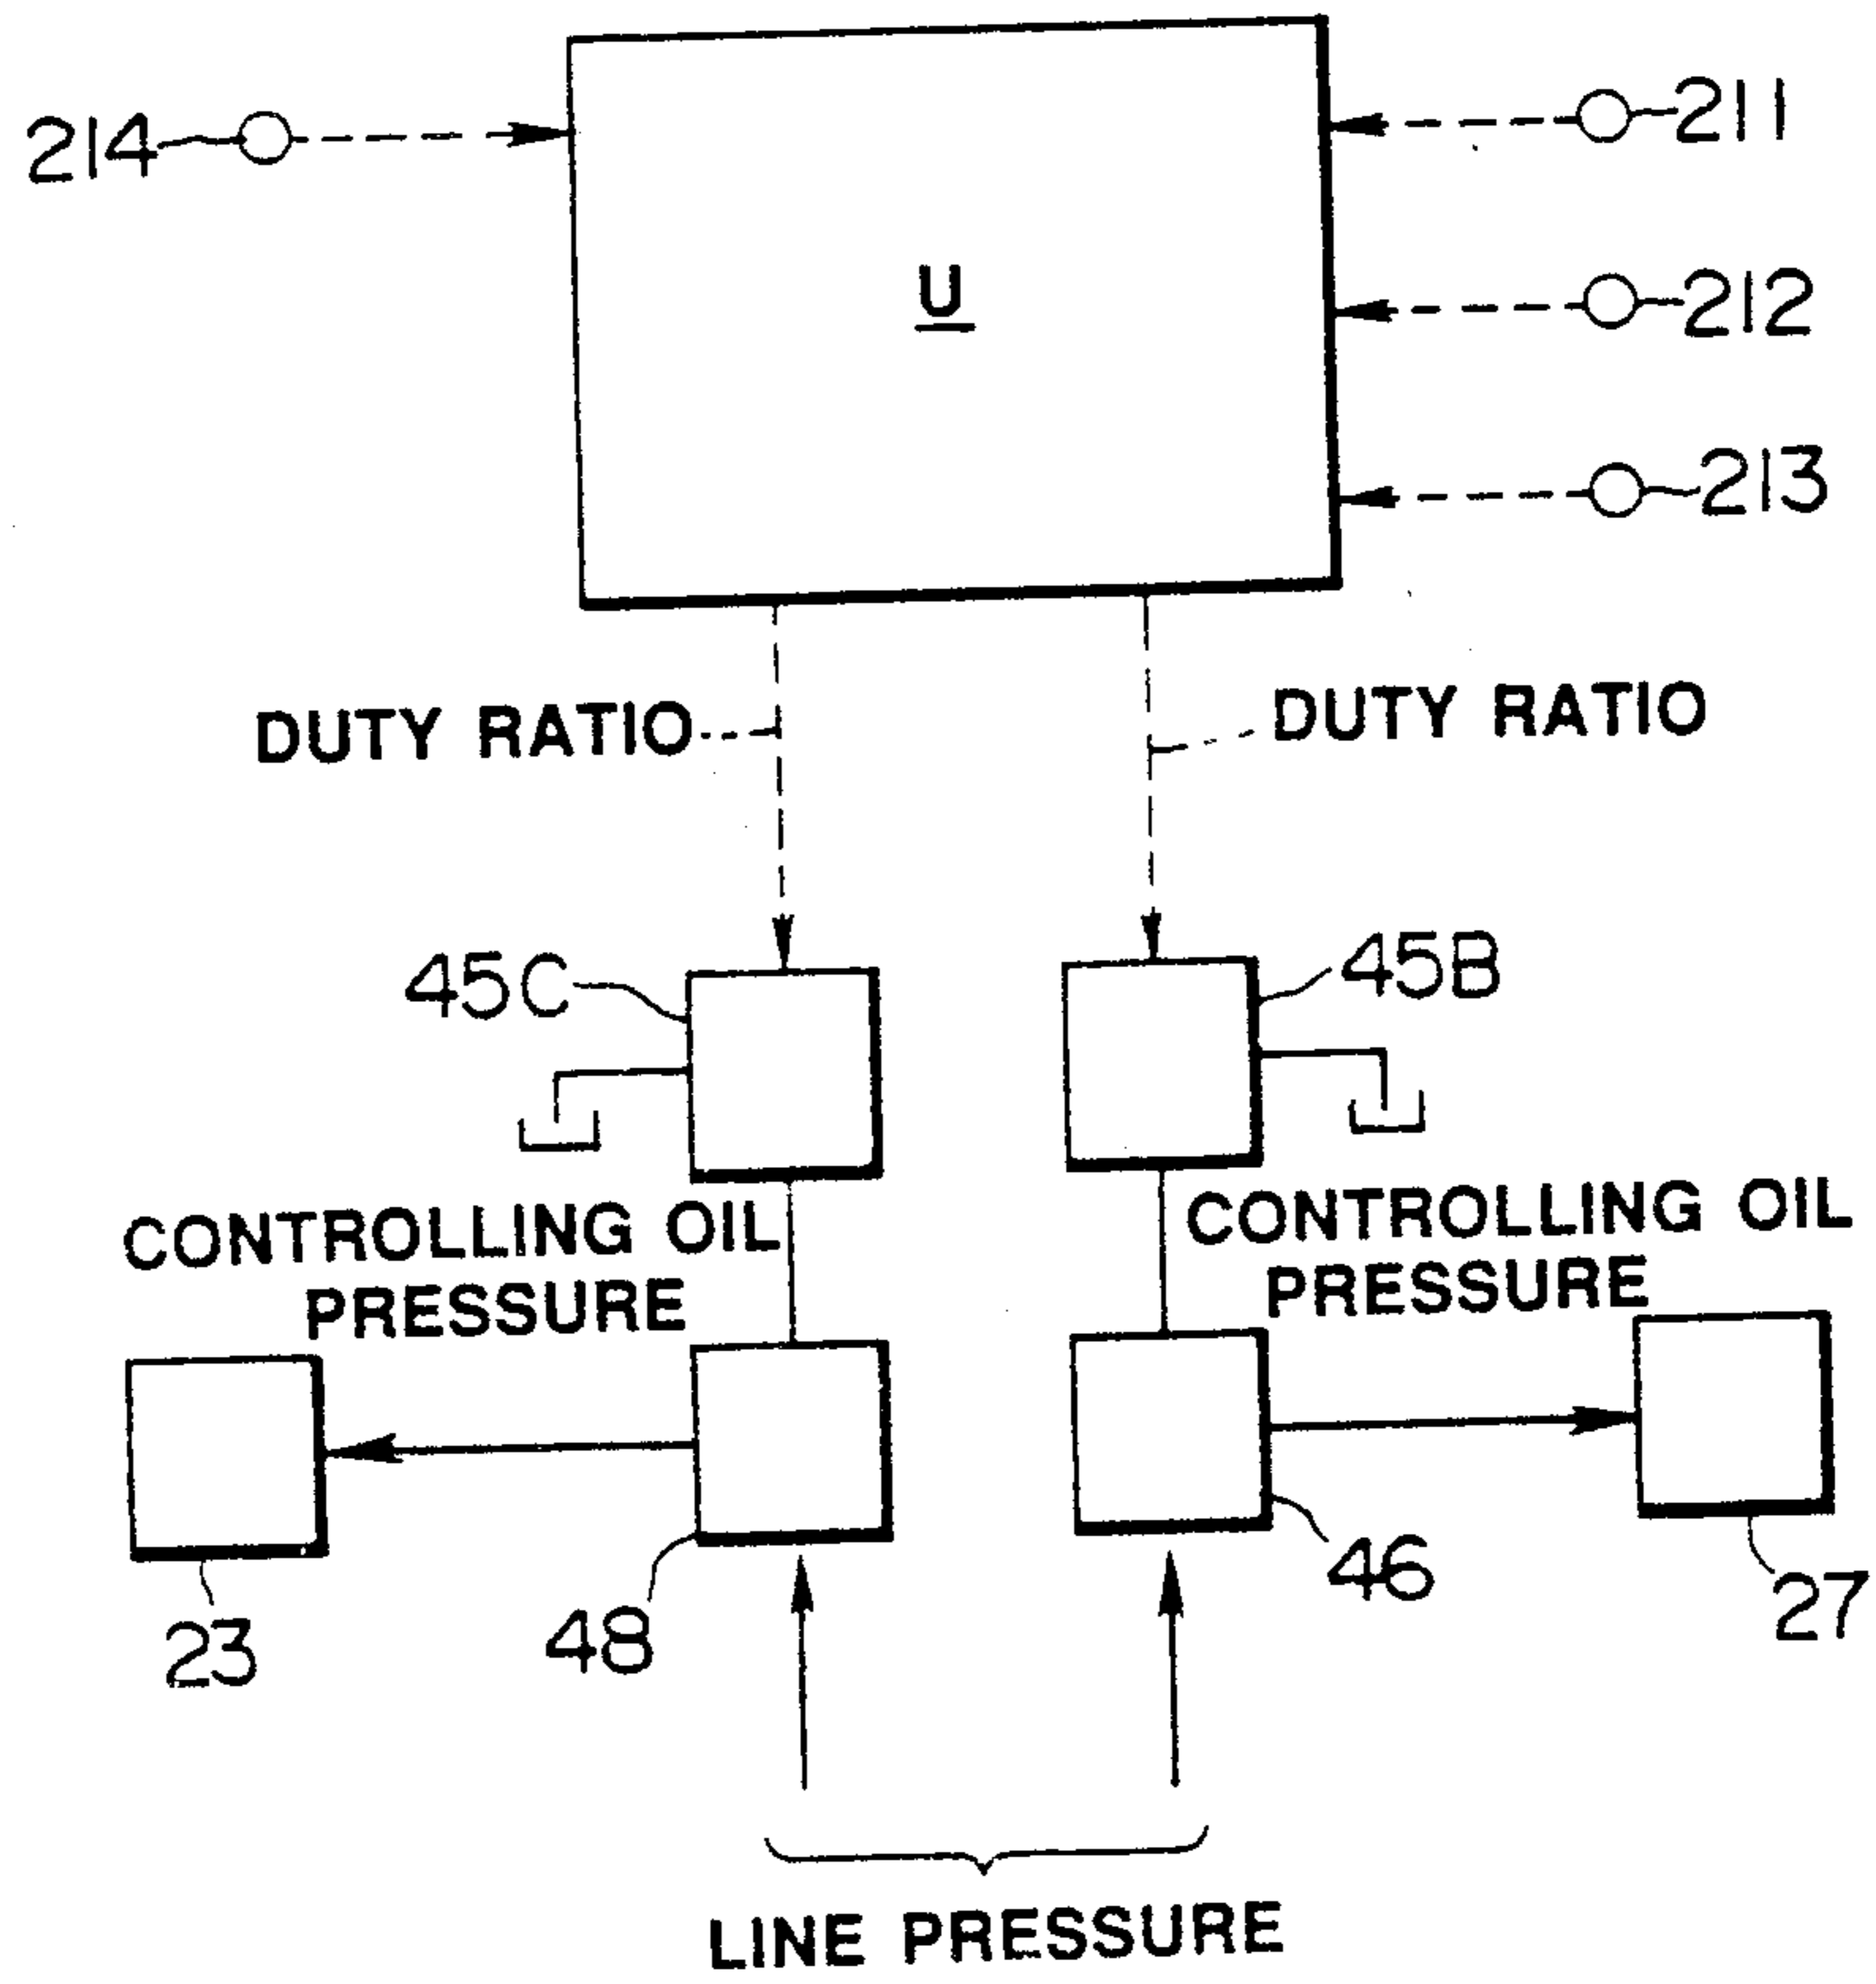 214
211
U
212
213
DUTY RATIO
DUTY RATIO
45C
45B
CONTROLLING OIL
PRESSURE
CONTROLLING OIL
PRESSURE
23
48
46
27
LINE PRESSURE